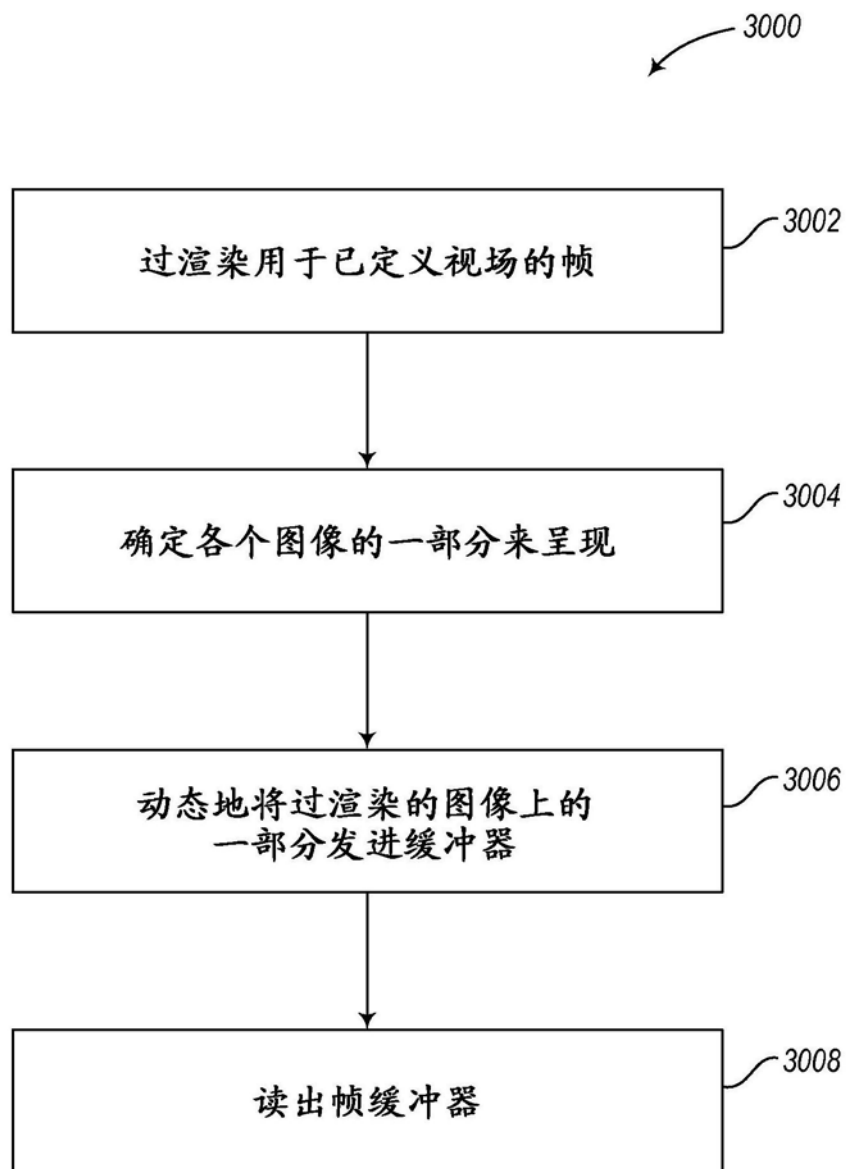 3000
过渲染用于已定义视场的帧
3002
确定各个图像的一部分来呈现
3004
动态地将过渲染的图像上的
一部分发进缓冲器
3006
读出帧缓冲器
3008